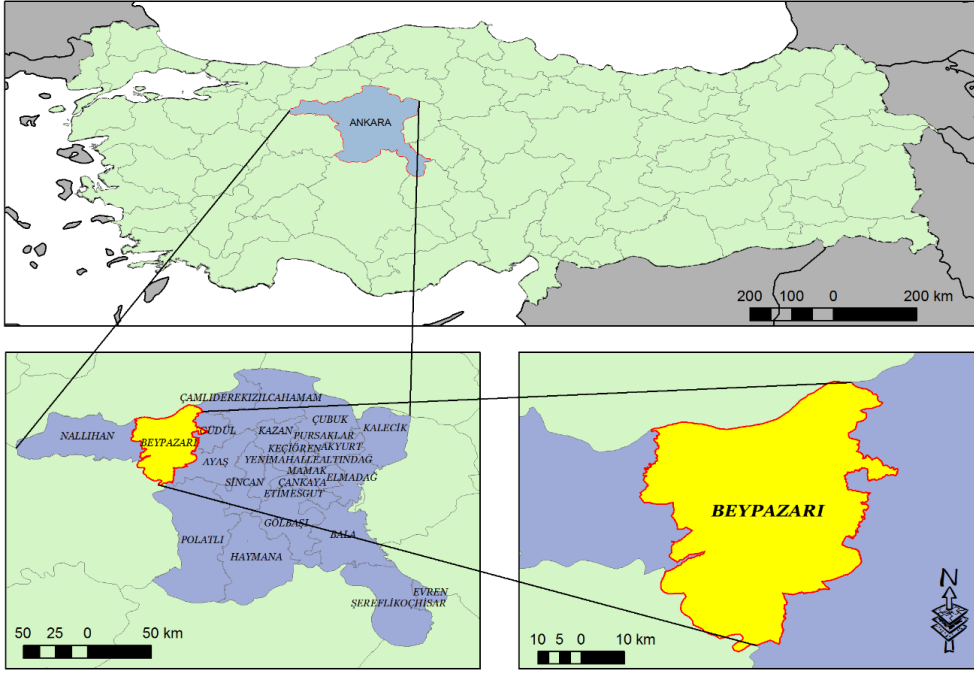 ANKARA
200 100 0 200 km
ÇAMLIDERE KIZILCAHAMAM
ÇUBUK
NALLIHAN
BEYPAZARI
GÜDÜL
KAZAN
KALECİK
PURSAKLAR
KEÇİÖREN AKYURT
AYAŞ
YENİMAHALLE ALTINDAĞ
MAMAK
SİNCAN
ÇANKAYA
ELMADAĞ
ETİMESGUT
GÖLBAŞI
POLATLI
BALA
HAYMANA
EVREN
ŞEREFLİKOÇHİSAR
50 25 0 50 km
BEYPAZARI
N
10 5 0 10 km